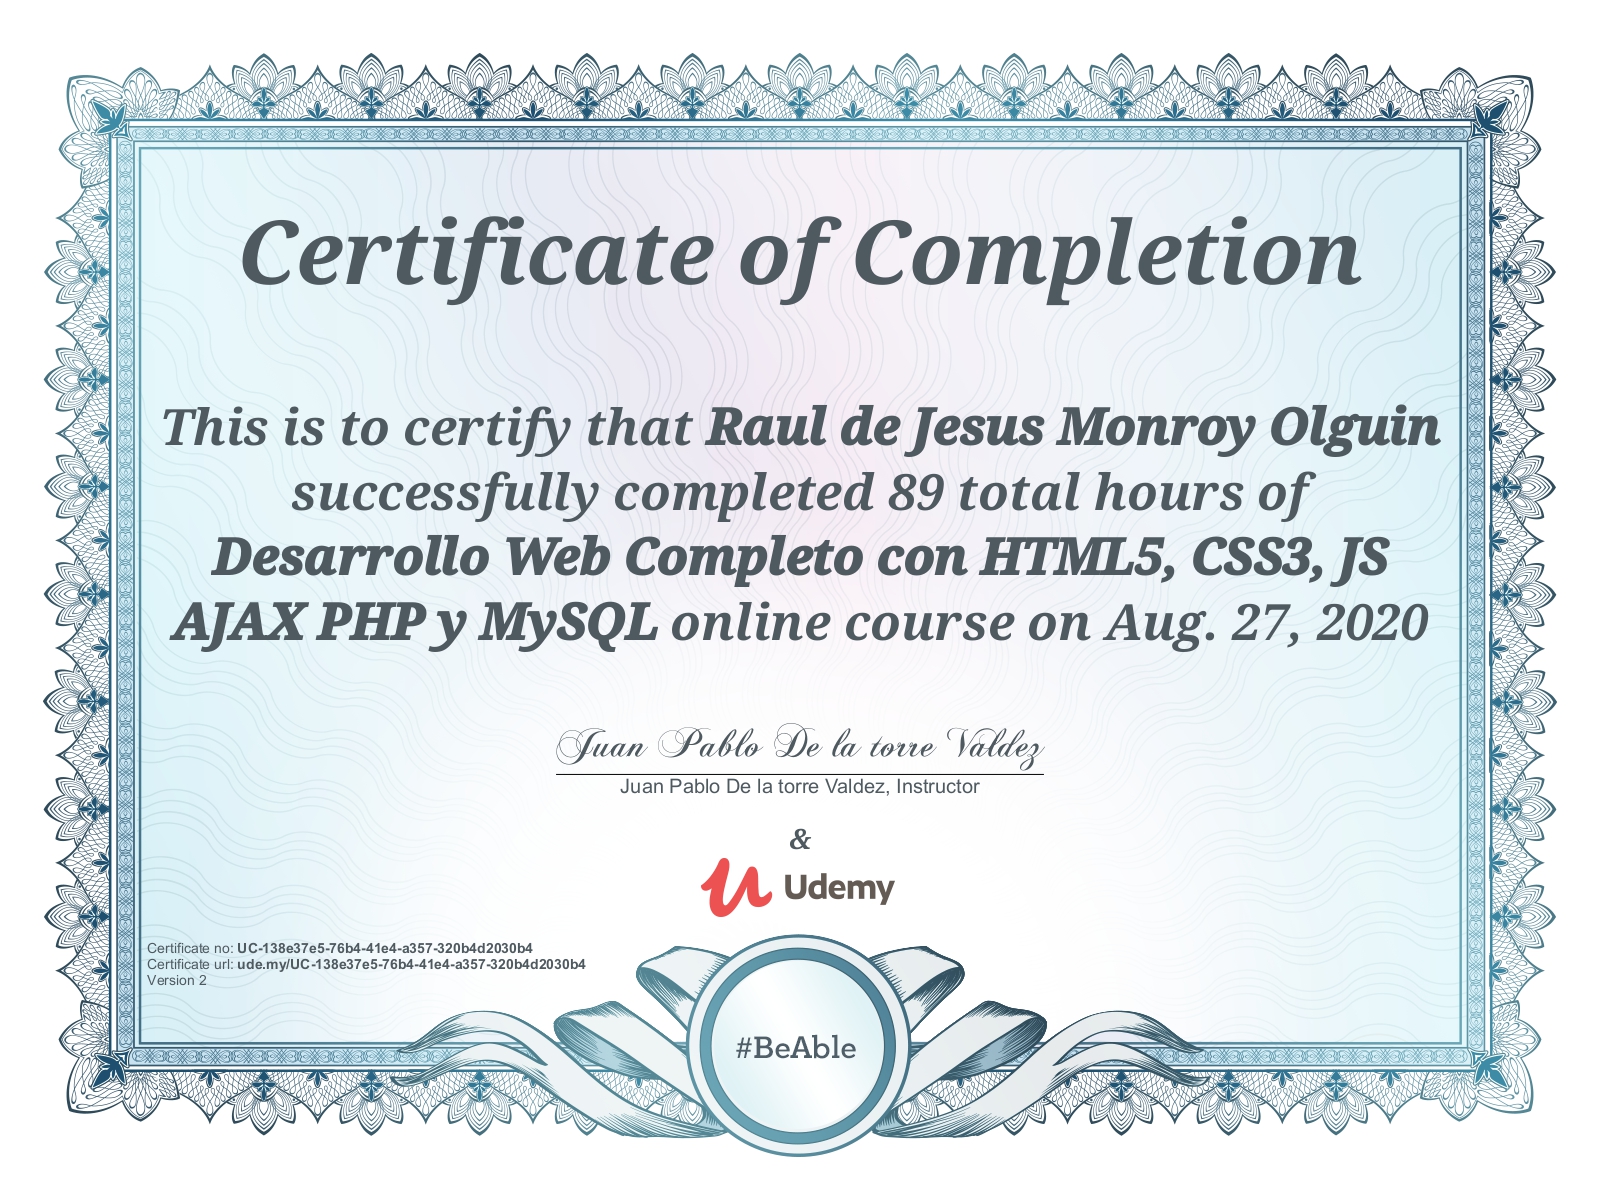 Certificate of Completion
This is to certify that Raul de Jesus Monroy Olguin
successfully completed 89 total hours of
Desarrollo Web Completo con HTML5, CSS3, JS
AJAX PHP y MySQL online course on Aug. 27, 2020
Juan Pablo De la torre Valdez
Juan Pablo De la torre Valdez, Instructor
&
Udemy
Certificate no: UC-138e37e5-76b4-41e4-a357-320b4d2030b4
Certificate url: ude.my/UC-138e37e5-76b4-41e4-a357-320b4d2030b4
Version 2
#BeAble